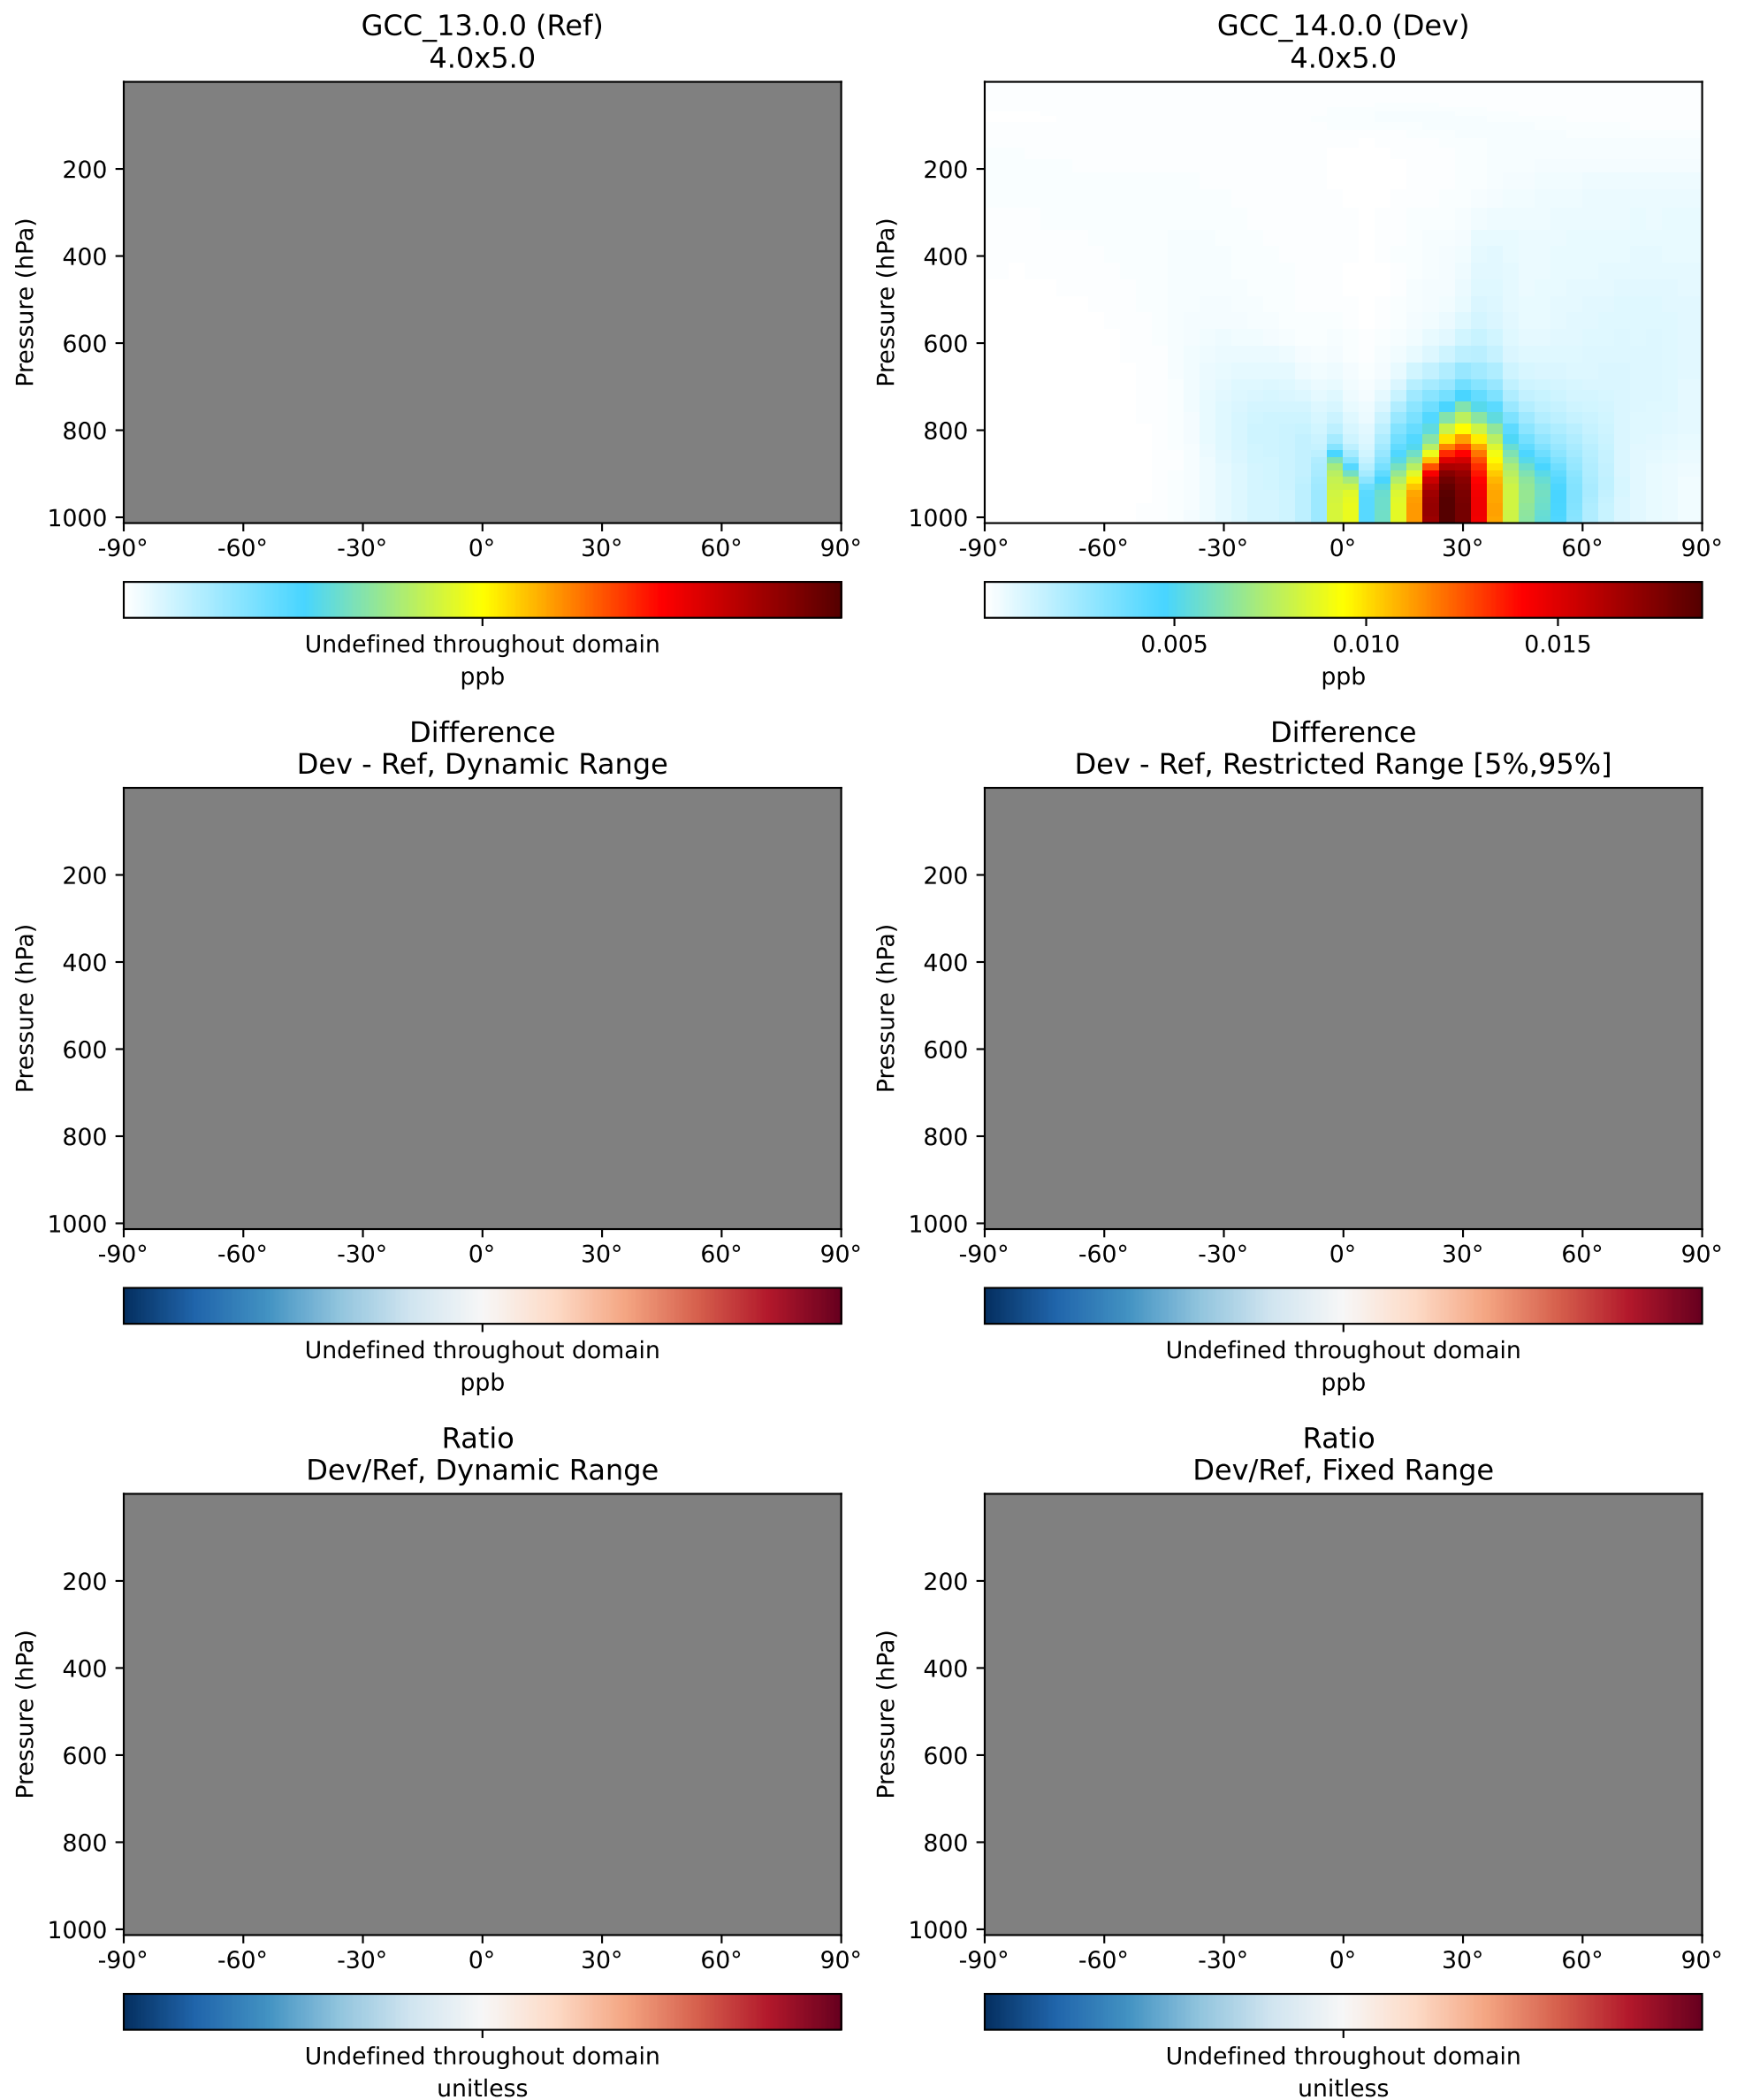 GCC_13.0.0 (Ref)
4.0x5.0
Pressure (hPa)
200
400
600
800
1000
-90° -60° -30° 0° 30° 60° 90°
Undefined throughout domain
ppb
GCC_14.0.0 (Dev)
4.0x5.0
Pressure (hPa)
200
400
600
800
1000
-90° -60° -30° 0° 30° 60° 90°
0.005 0.010 0.015
ppb
Difference
Dev - Ref, Dynamic Range
Pressure (hPa)
200
400
600
800
1000
-90° -60° -30° 0° 30° 60° 90°
Undefined throughout domain
ppb
Difference
Dev - Ref, Restricted Range [5%,95%]
Pressure (hPa)
200
400
600
800
1000
-90° -60° -30° 0° 30° 60° 90°
Undefined throughout domain
ppb
Ratio
Dev/Ref, Dynamic Range
Pressure (hPa)
200
400
600
800
1000
-90° -60° -30° 0° 30° 60° 90°
Undefined throughout domain
unitless
Ratio
Dev/Ref, Fixed Range
Pressure (hPa)
200
400
600
800
1000
-90° -60° -30° 0° 30° 60° 90°
Undefined throughout domain
unitless